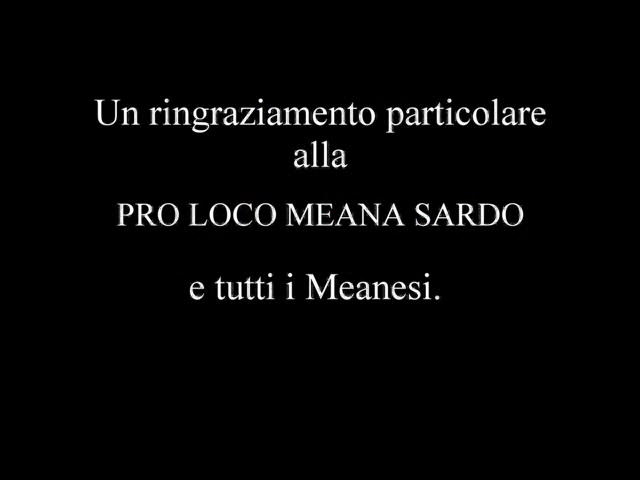 Un ringraziamento particolare
alla
PRO LOCO MEANA SARDO
e tutti i Meanesi.